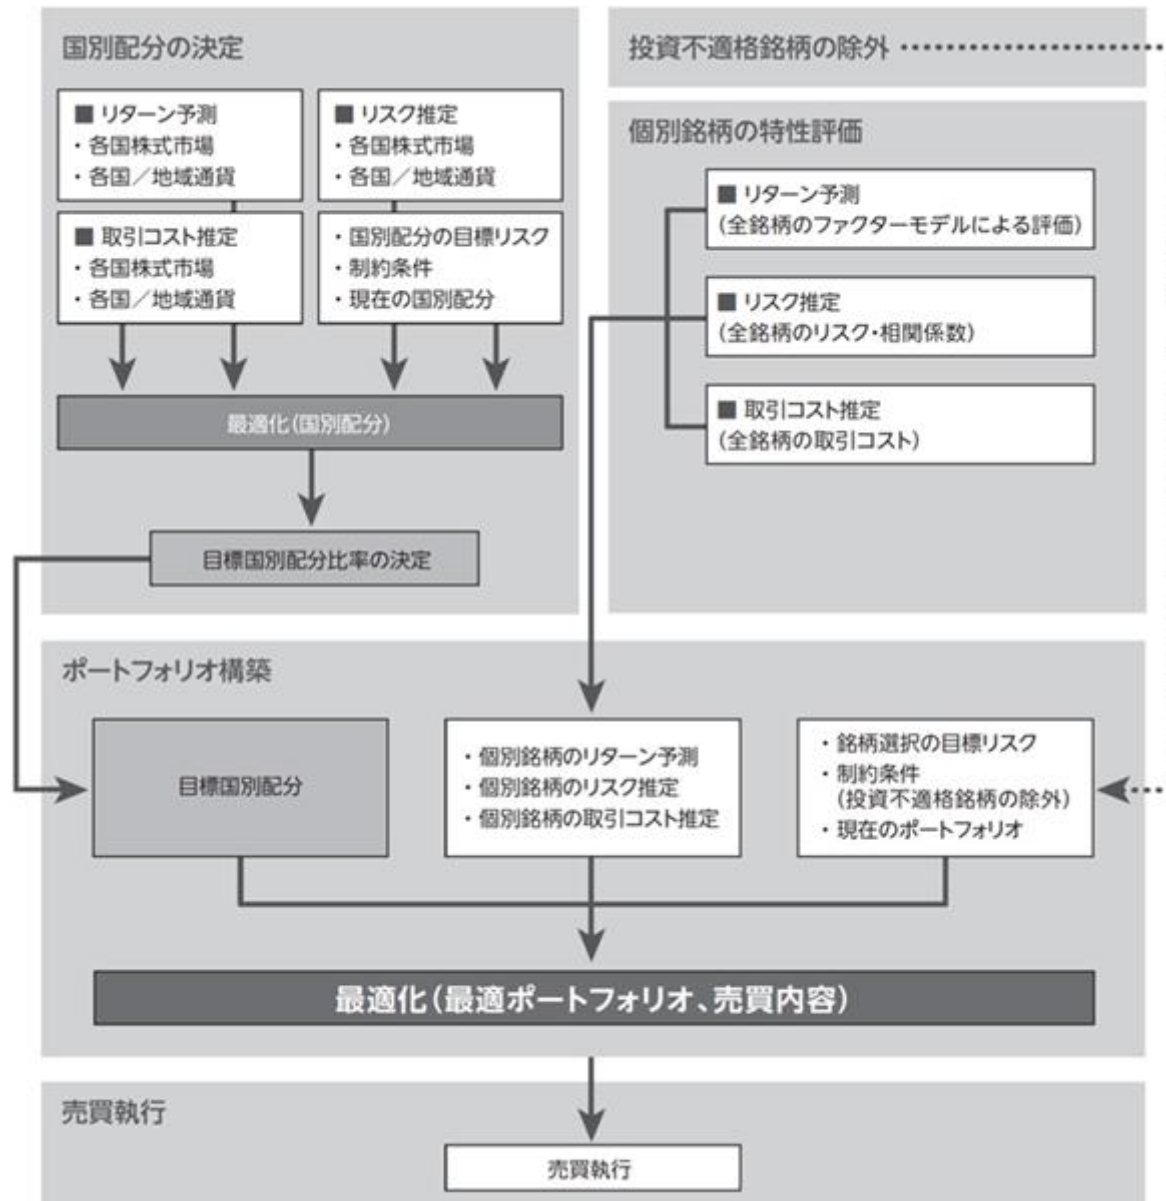 国別配分の決定
■ リターン予測
・各国株式市場
・各国／地域通貨
■ リスク推定
・各国株式市場
・各国／地域通貨
■ 取引コスト推定
・各国株式市場
・各国／地域通貨
・国別配分の目標リスク
・制約条件
・現在の国別配分
最適化(国別配分)
目標国別配分比率の決定
投資不適格銘柄の除外
個別銘柄の特性評価
■ リターン予測
(全銘柄のファクターモデルによる評価)
■ リスク推定
(全銘柄のリスク・相関係数)
■ 取引コスト推定
(全銘柄の取引コスト)
ポートフォリオ構築
目標国別配分
・個別銘柄のリターン予測
・個別銘柄のリスク推定
・個別銘柄の取引コスト推定
・銘柄選択の目標リスク
・制約条件
(投資不適格銘柄の除外)
・現在のポートフォリオ
最適化(最適ポートフォリオ、売買内容)
売買執行
売買執行